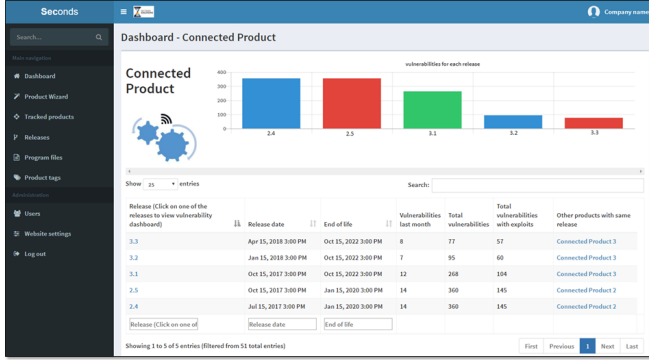 Seconds
Company name
Search...
Main navigation
Dashboard
Product Wizard
Tracked products
Releases
Program files
Product tags
Administration
Users
Website settings
Log out
Dashboard - Connected Product
Connected
Product
vulnerabilities for each release
400
300
200
100
0
2.4 2.5 3.1 3.2 3.3
Show 25 entries
Search:
Release (Click on one of the
releases to view vulnerability
dashboard)
Release date
End of life
Vulnerabilities
last month
Total
vulnerabilities
Total
vulnerabilities
with exploits
Other products with same
release
3.3 Apr 15, 2018 3:00 PM Oct 15, 2022 3:00 PM 8 77 57 Connected Product 3
3.2 Jan 15, 2018 3:00 PM Oct 15, 2022 3:00 PM 7 95 60 Connected Product 3
3.1 Oct 15, 2017 3:00 PM Oct 15, 2022 3:00 PM 12 268 104 Connected Product 3
2.5 Oct 15, 2017 3:00 PM Jan 15, 2020 3:00 PM 14 360 145 Connected Product 2
2.4 Jul 15, 2017 3:00 PM Jan 15, 2020 3:00 PM 14 360 145 Connected Product 2
Release (Click on one of Release date End of life
Showing 1 to 5 of 5 entries (filtered from 51 total entries)
First Previous 1 Next Last